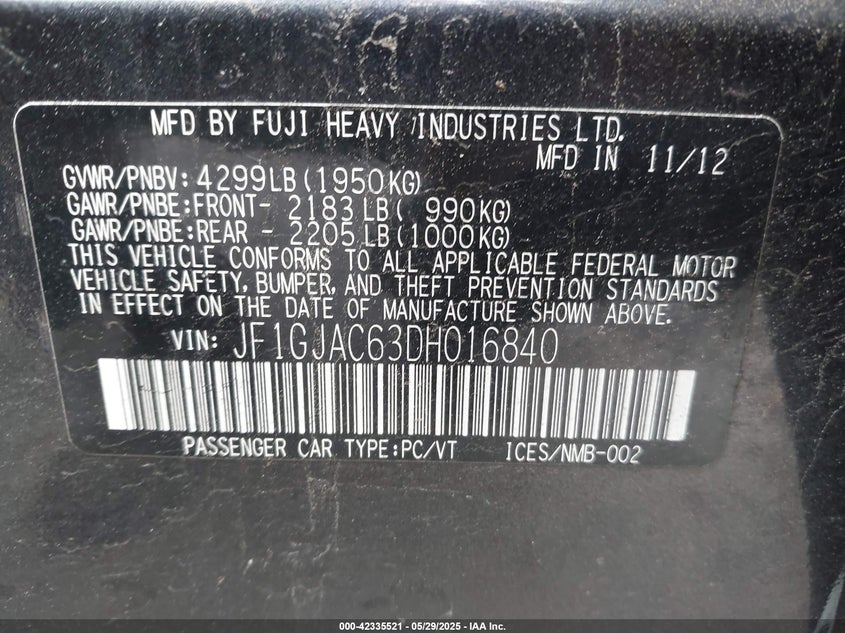 MFD BY FUJI HEAVY INDUSTRIES LTD.
MFD IN 11/12
GVWR/PNBV: 4299LB (1950KG)
GAWR/PNBE:FRONT- 2183 LB ( 990KG)
GAWR/PNBE:REAR - 2205 LB (1000KG)
THIS VEHICLE CONFORMS TO ALL APPLICABLE FEDERAL MOTOR
VEHICLE SAFETY, BUMPER, AND THEFT PREVENTION STANDARDS
IN EFFECT ON THE DATE OF MANUFACTURE SHOWN ABOVE.
VIN: JF1GJAC63DH016840
PASSENGER CAR TYPE:PC/VT ICES/NMB-002
000-42335521 - 05/29/2025 - IAA Inc.